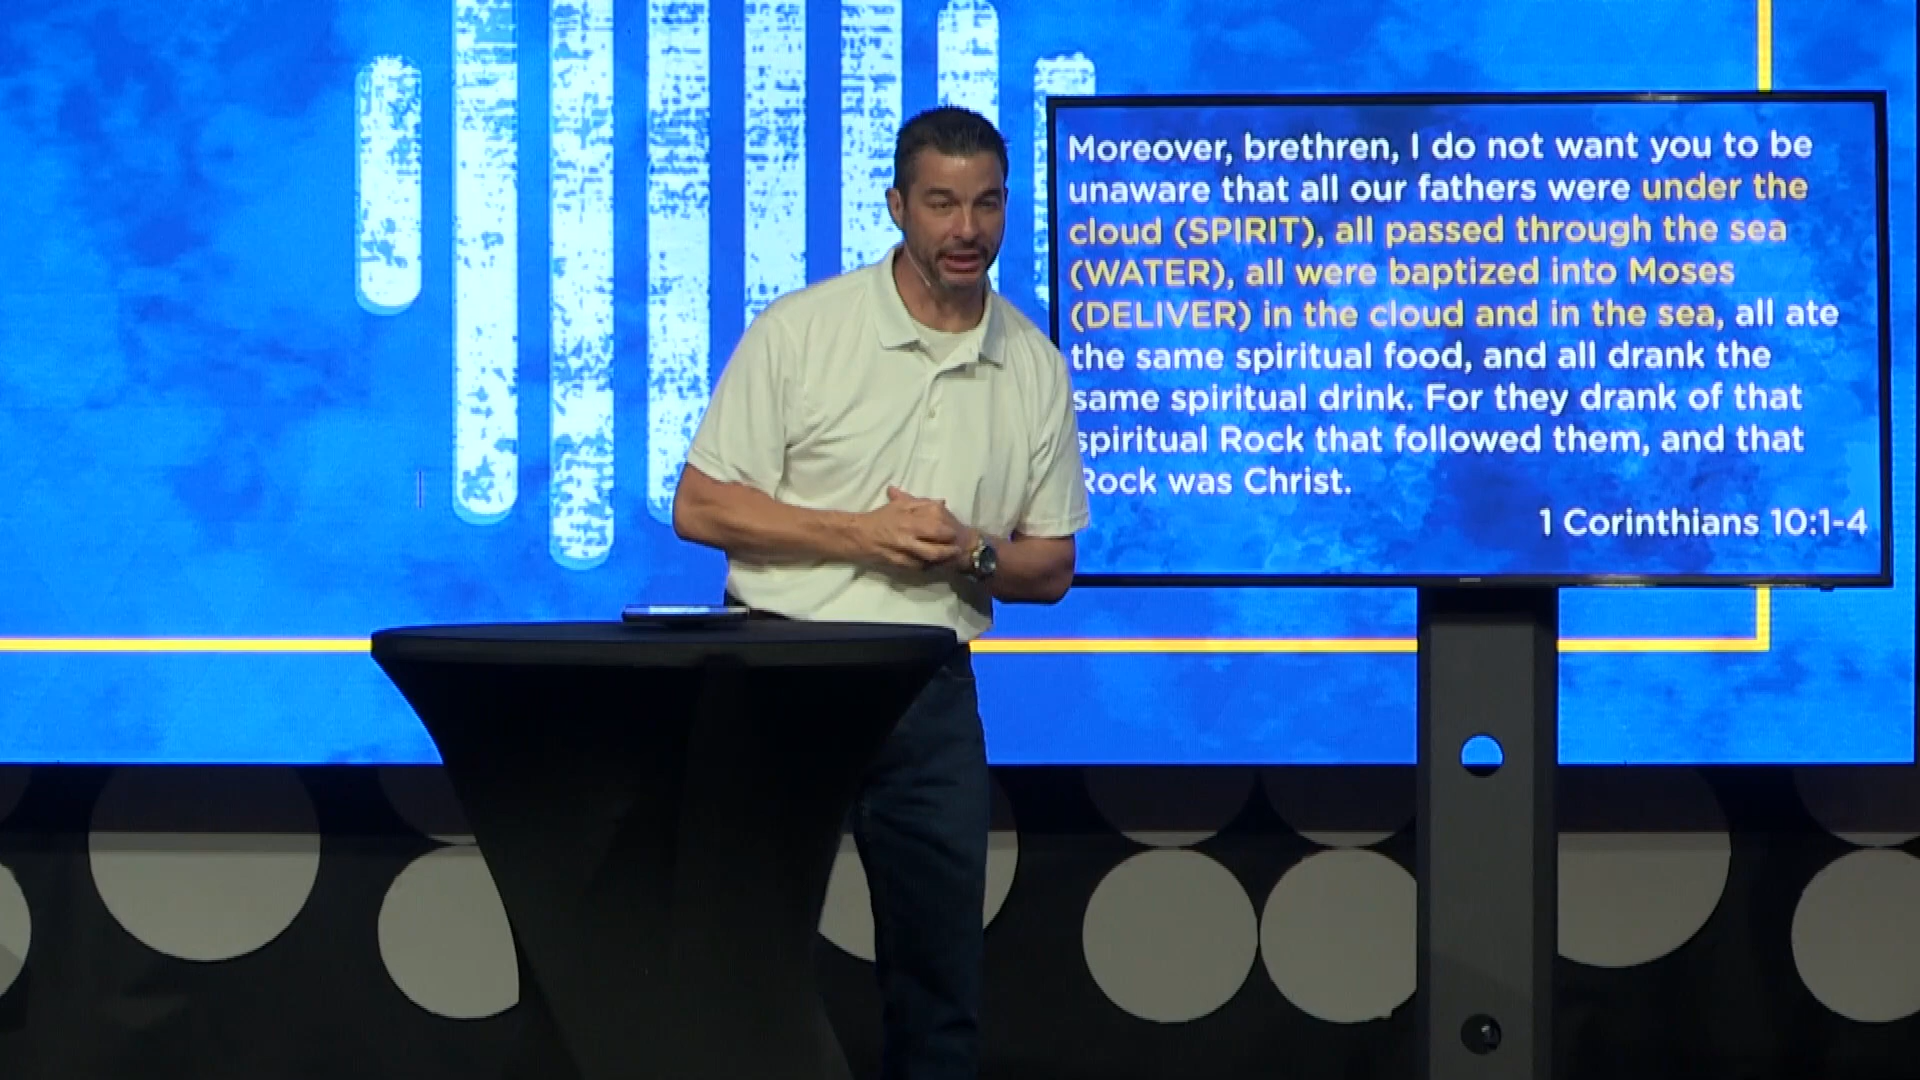 Moreover, brethren, I do not want you to be
unaware that all our fathers were under the
cloud (SPIRIT), all passed through the sea
(WATER), all were baptized into Moses
(DELIVER) in the cloud and in the sea, all ate
the same spiritual food, and all drank the
same spiritual drink. For they drank of that
spiritual Rock that followed them, and that
Rock was Christ.
1 Corinthians 10:1-4